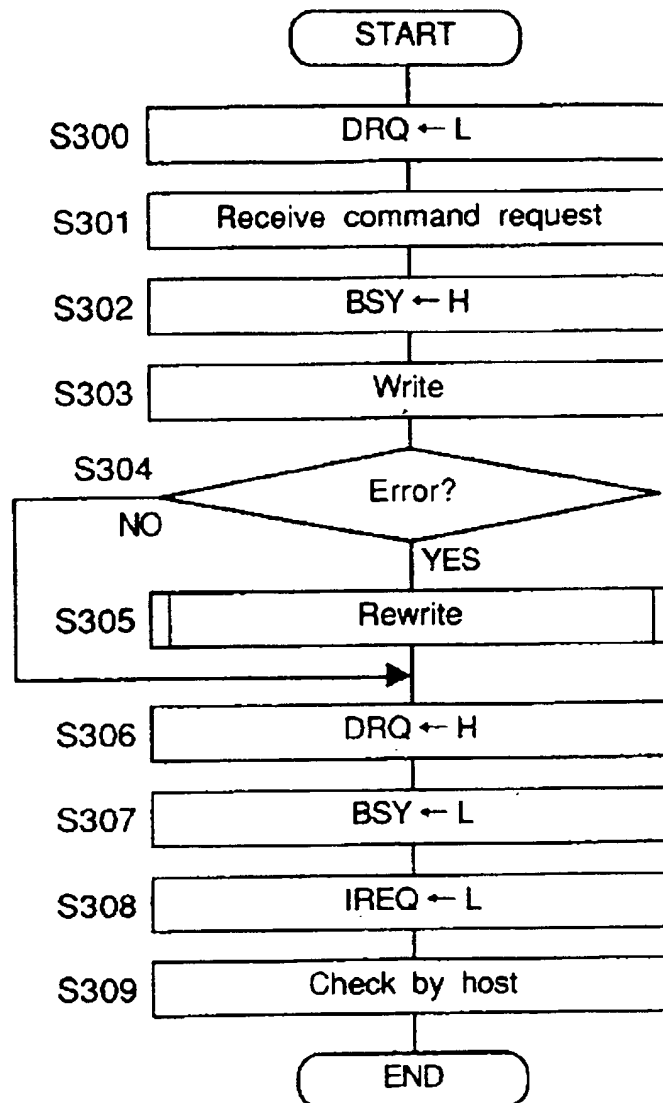 START
S300 DRQ ← L
S301 Receive command request
S302 BSY ← H
S303 Write
S304 Error?
NO
YES
S305 Rewrite
S306 DRQ ← H
S307 BSY ← L
S308 IREQ ← L
S309 Check by host
END